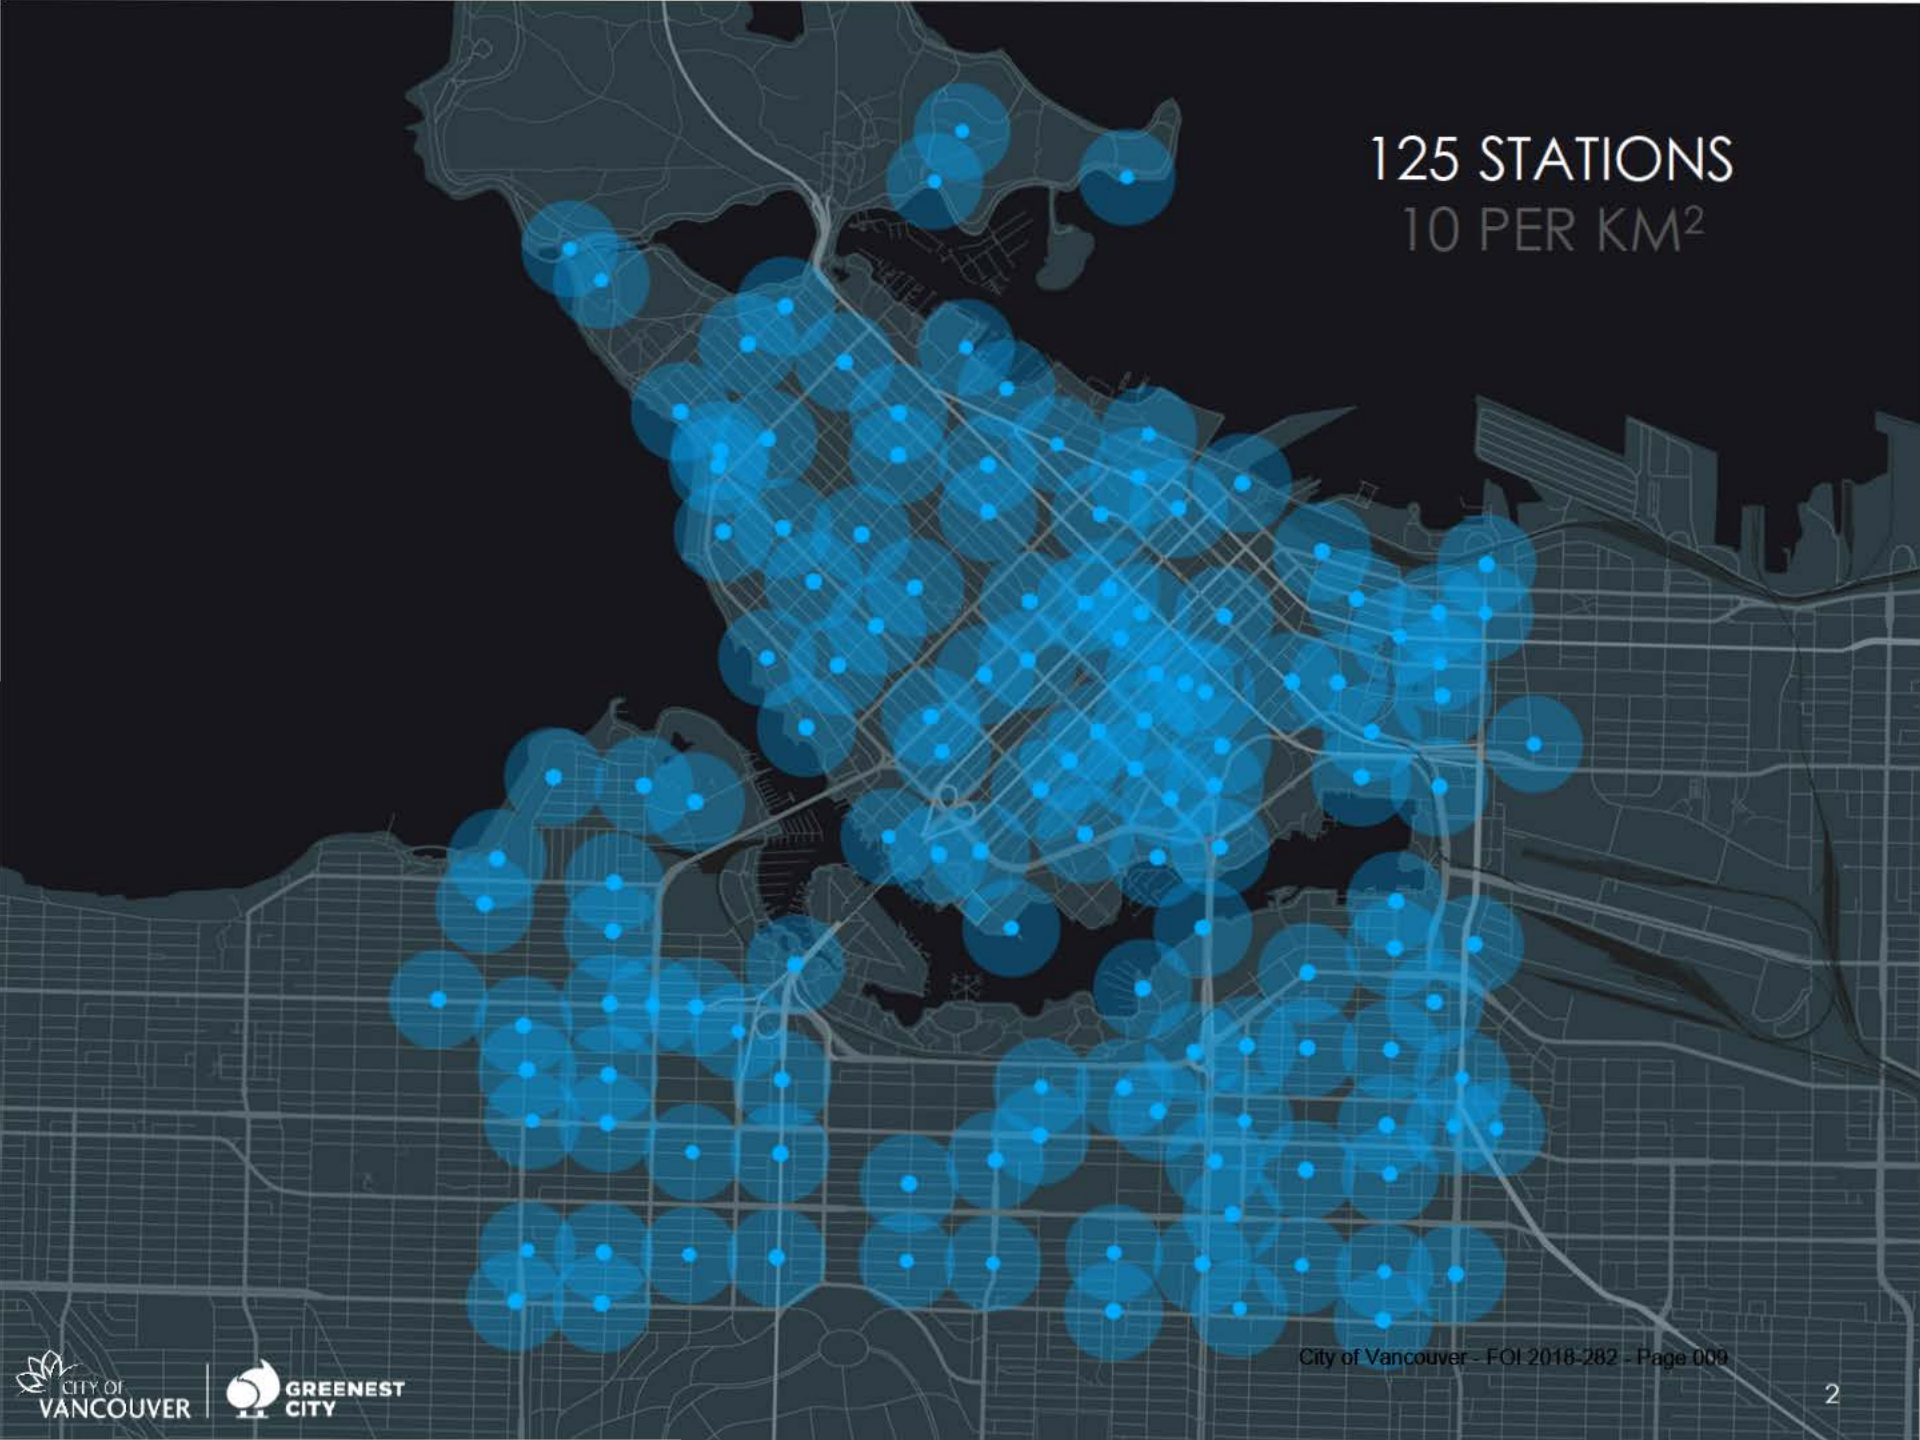 125 STATIONS
10 PER KM²
City of Vancouver - FOI 2018-282 - Page 009
CITY OF
VANCOUVER
GREENEST
CITY
2